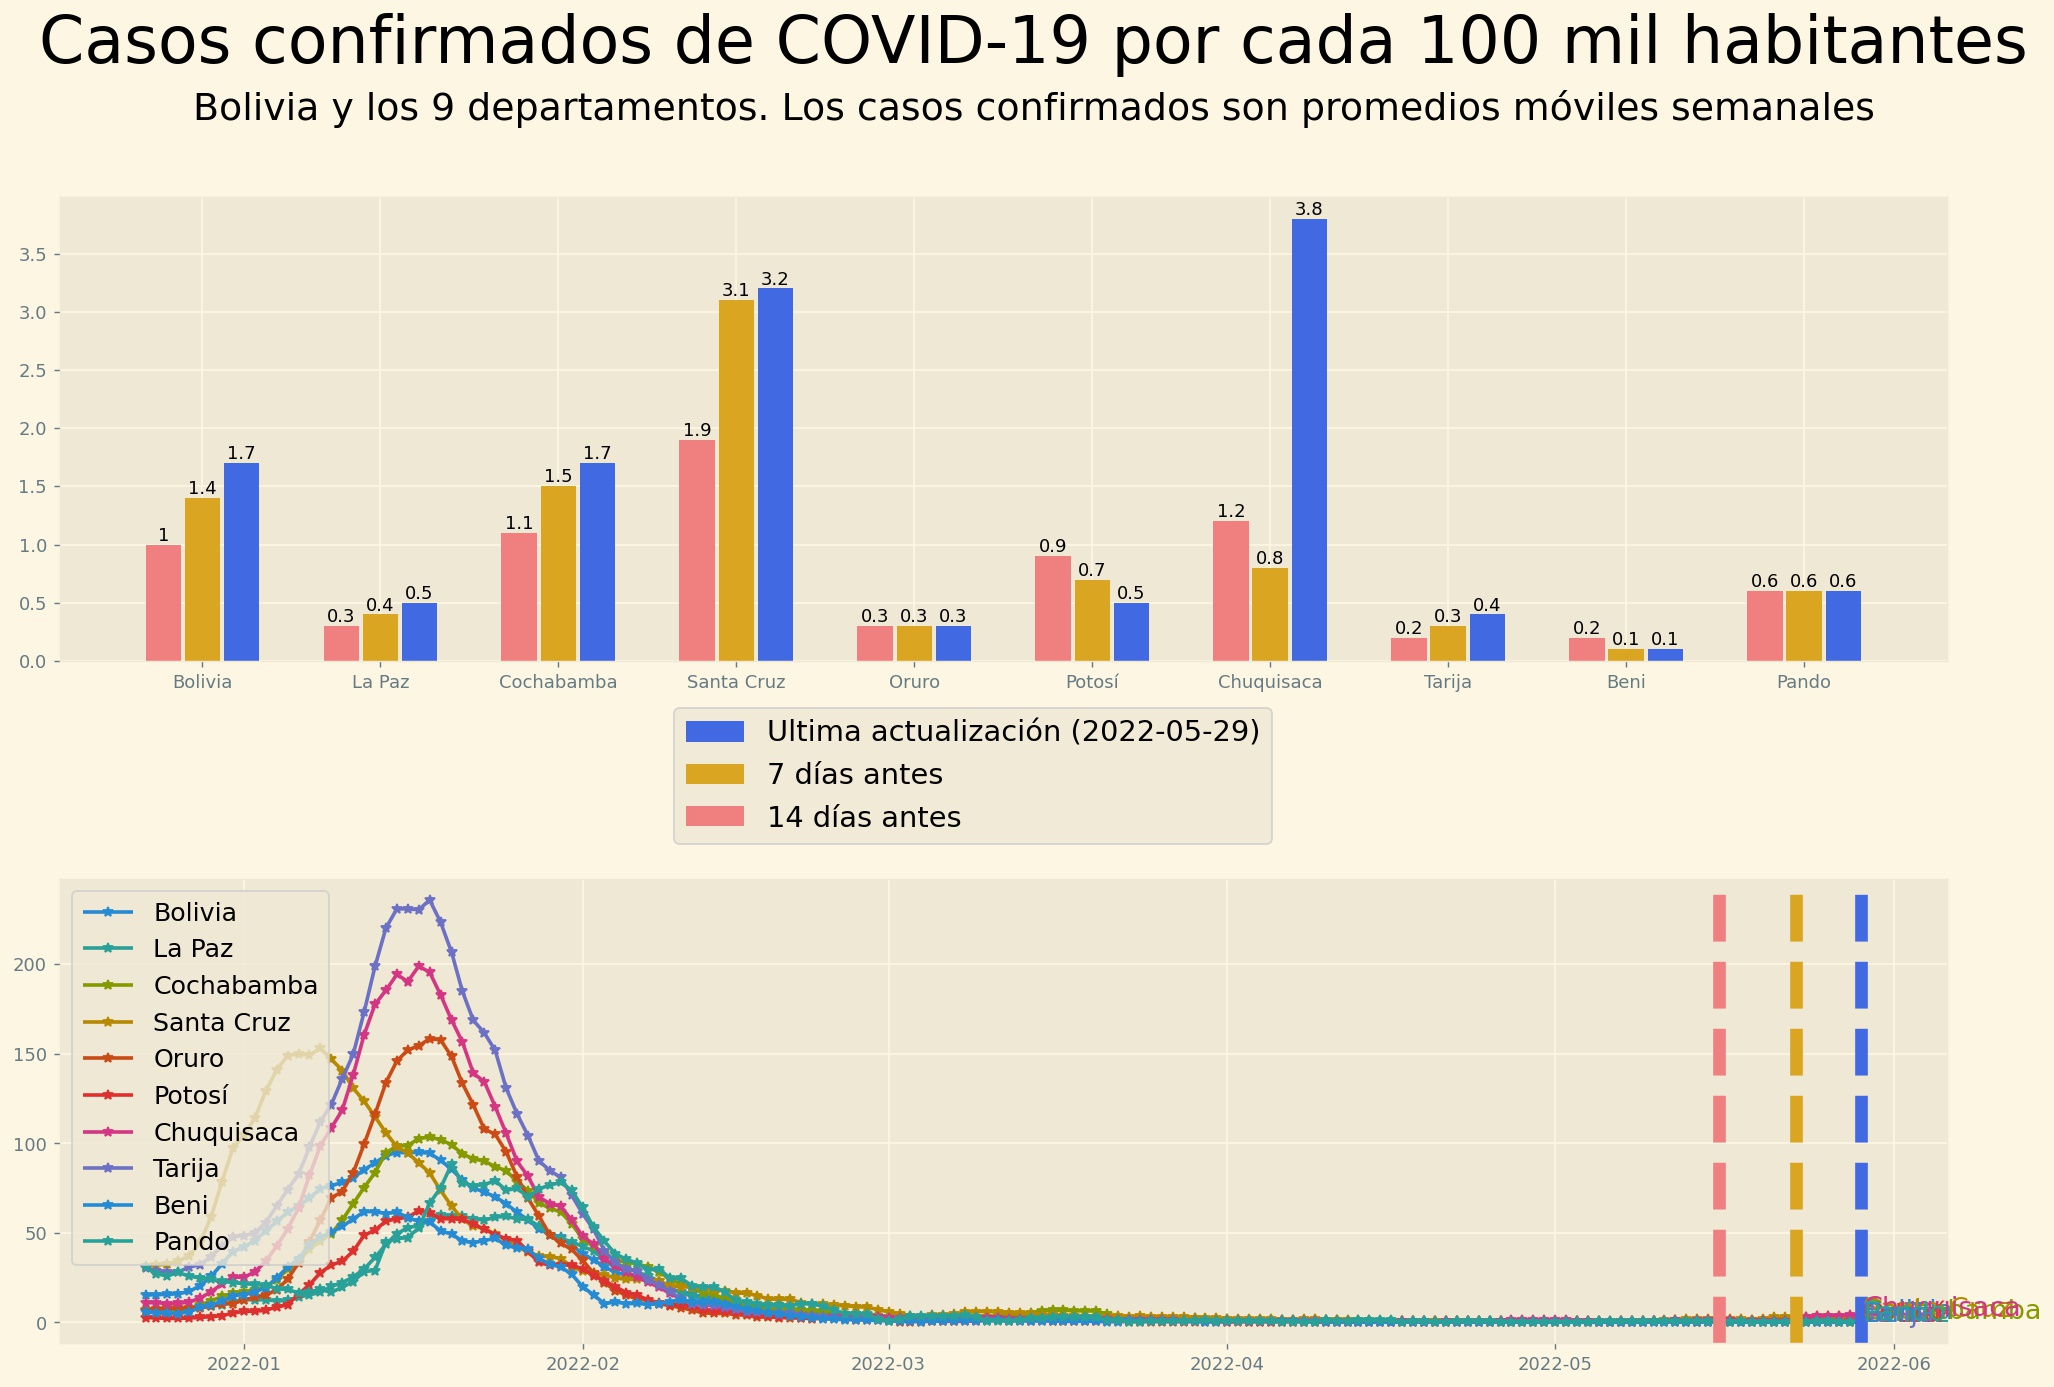 Casos confirmados de COVID-19 por cada 100 mil habitantes
Bolivia y los 9 departamentos. Los casos confirmados son promedios móviles semanales
3.8
3.5
3.1 3.2
3.0
2.5
2.0
1.9
1.7 1.7
1.5
1.4 1.5
1.2
1.1
1.0
1
0.9
0.8
0.7
0.6 0.6 0.6
0.5
0.3 0.4 0.5
0.3 0.3 0.3
0.5
0.2 0.3 0.4
0.2 0.1 0.1
0.0
Bolivia La Paz Cochabamba Santa Cruz Oruro Potosí Chuquisaca Tarija Beni Pando
Ultima actualización (2022-05-29)
7 días antes
14 días antes
Bolivia
La Paz
Cochabamba
Santa Cruz
Oruro
Potosí
Chuquisaca
Tarija
Beni
Pando
200
150
100
50
0
2022-01 2022-02 2022-03 2022-04 2022-05 2022-06